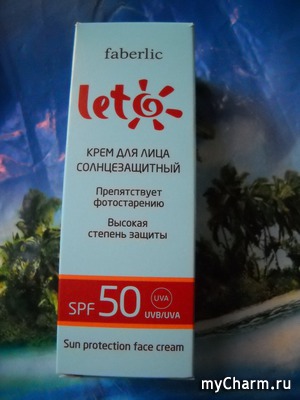 faberlic
leto
КРЕМ ДЛЯ ЛИЦА
СОЛНЦЕЗАЩИТНЫЙ
Препятствует
фотостарению
Высокая
степень защиты
SPF 50 UVA
UVB/UVA
Sun protection face cream
myCharm.ru